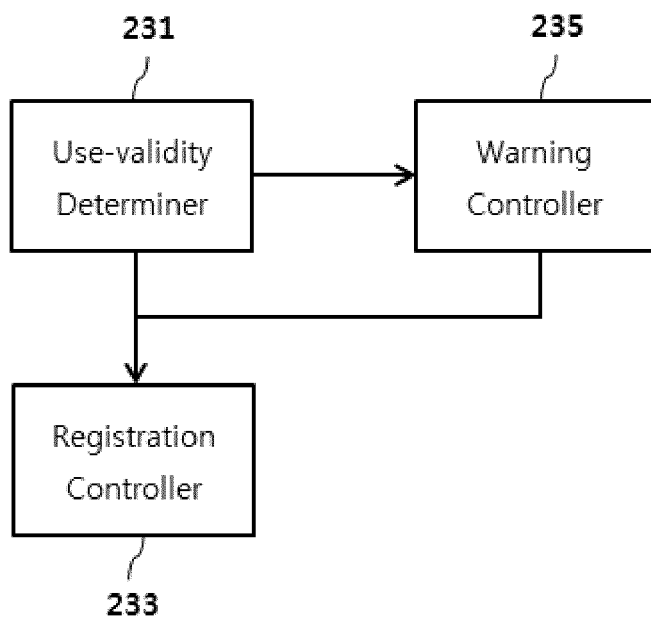 231
235
Use-validity
Determiner
Warning
Controller
Registration
Controller
233